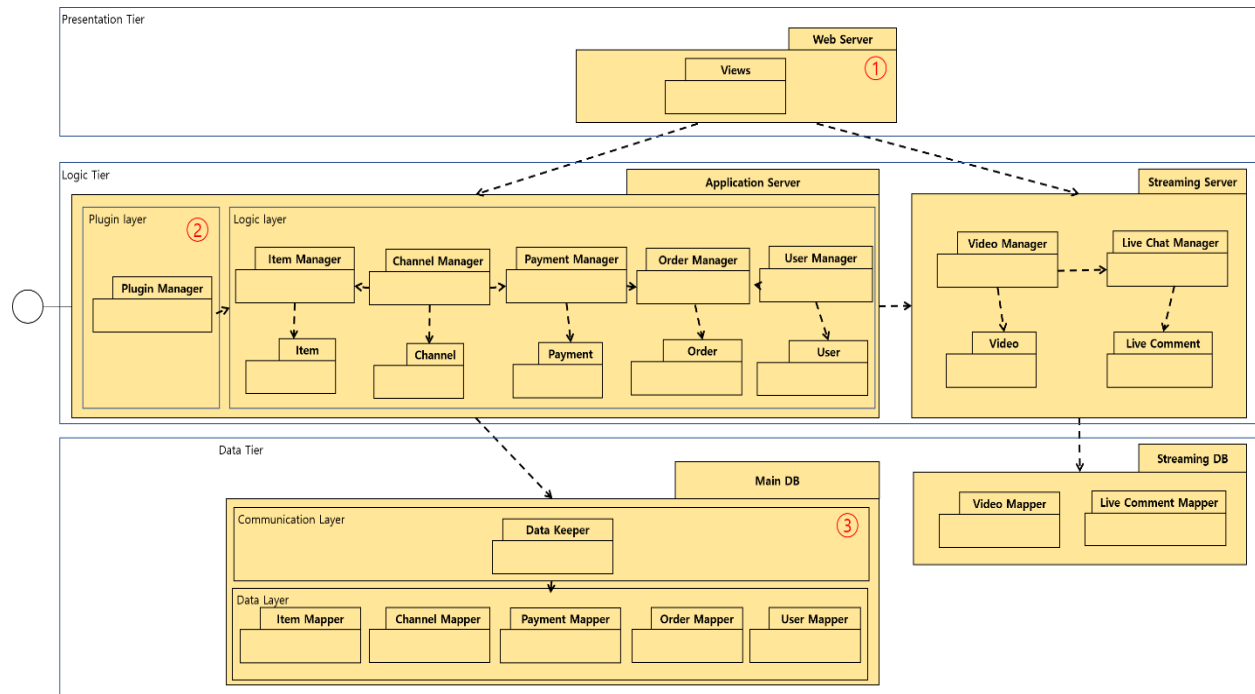 Presentation Tier
Web Server
①
Views
Logic Tier
Application Server
Streaming Server
Plugin layer
②
Logic layer
Item Manager
Channel Manager
Payment Manager
Order Manager
User Manager
Video Manager
Live Chat Manager
Plugin Manager
Item
Channel
Payment
Order
User
Video
Live Comment
Data Tier
Main DB
Streaming DB
Communication Layer
③
Data Keeper
Video Mapper
Live Comment Mapper
Data Layer
Item Mapper
Channel Mapper
Payment Mapper
Order Mapper
User Mapper